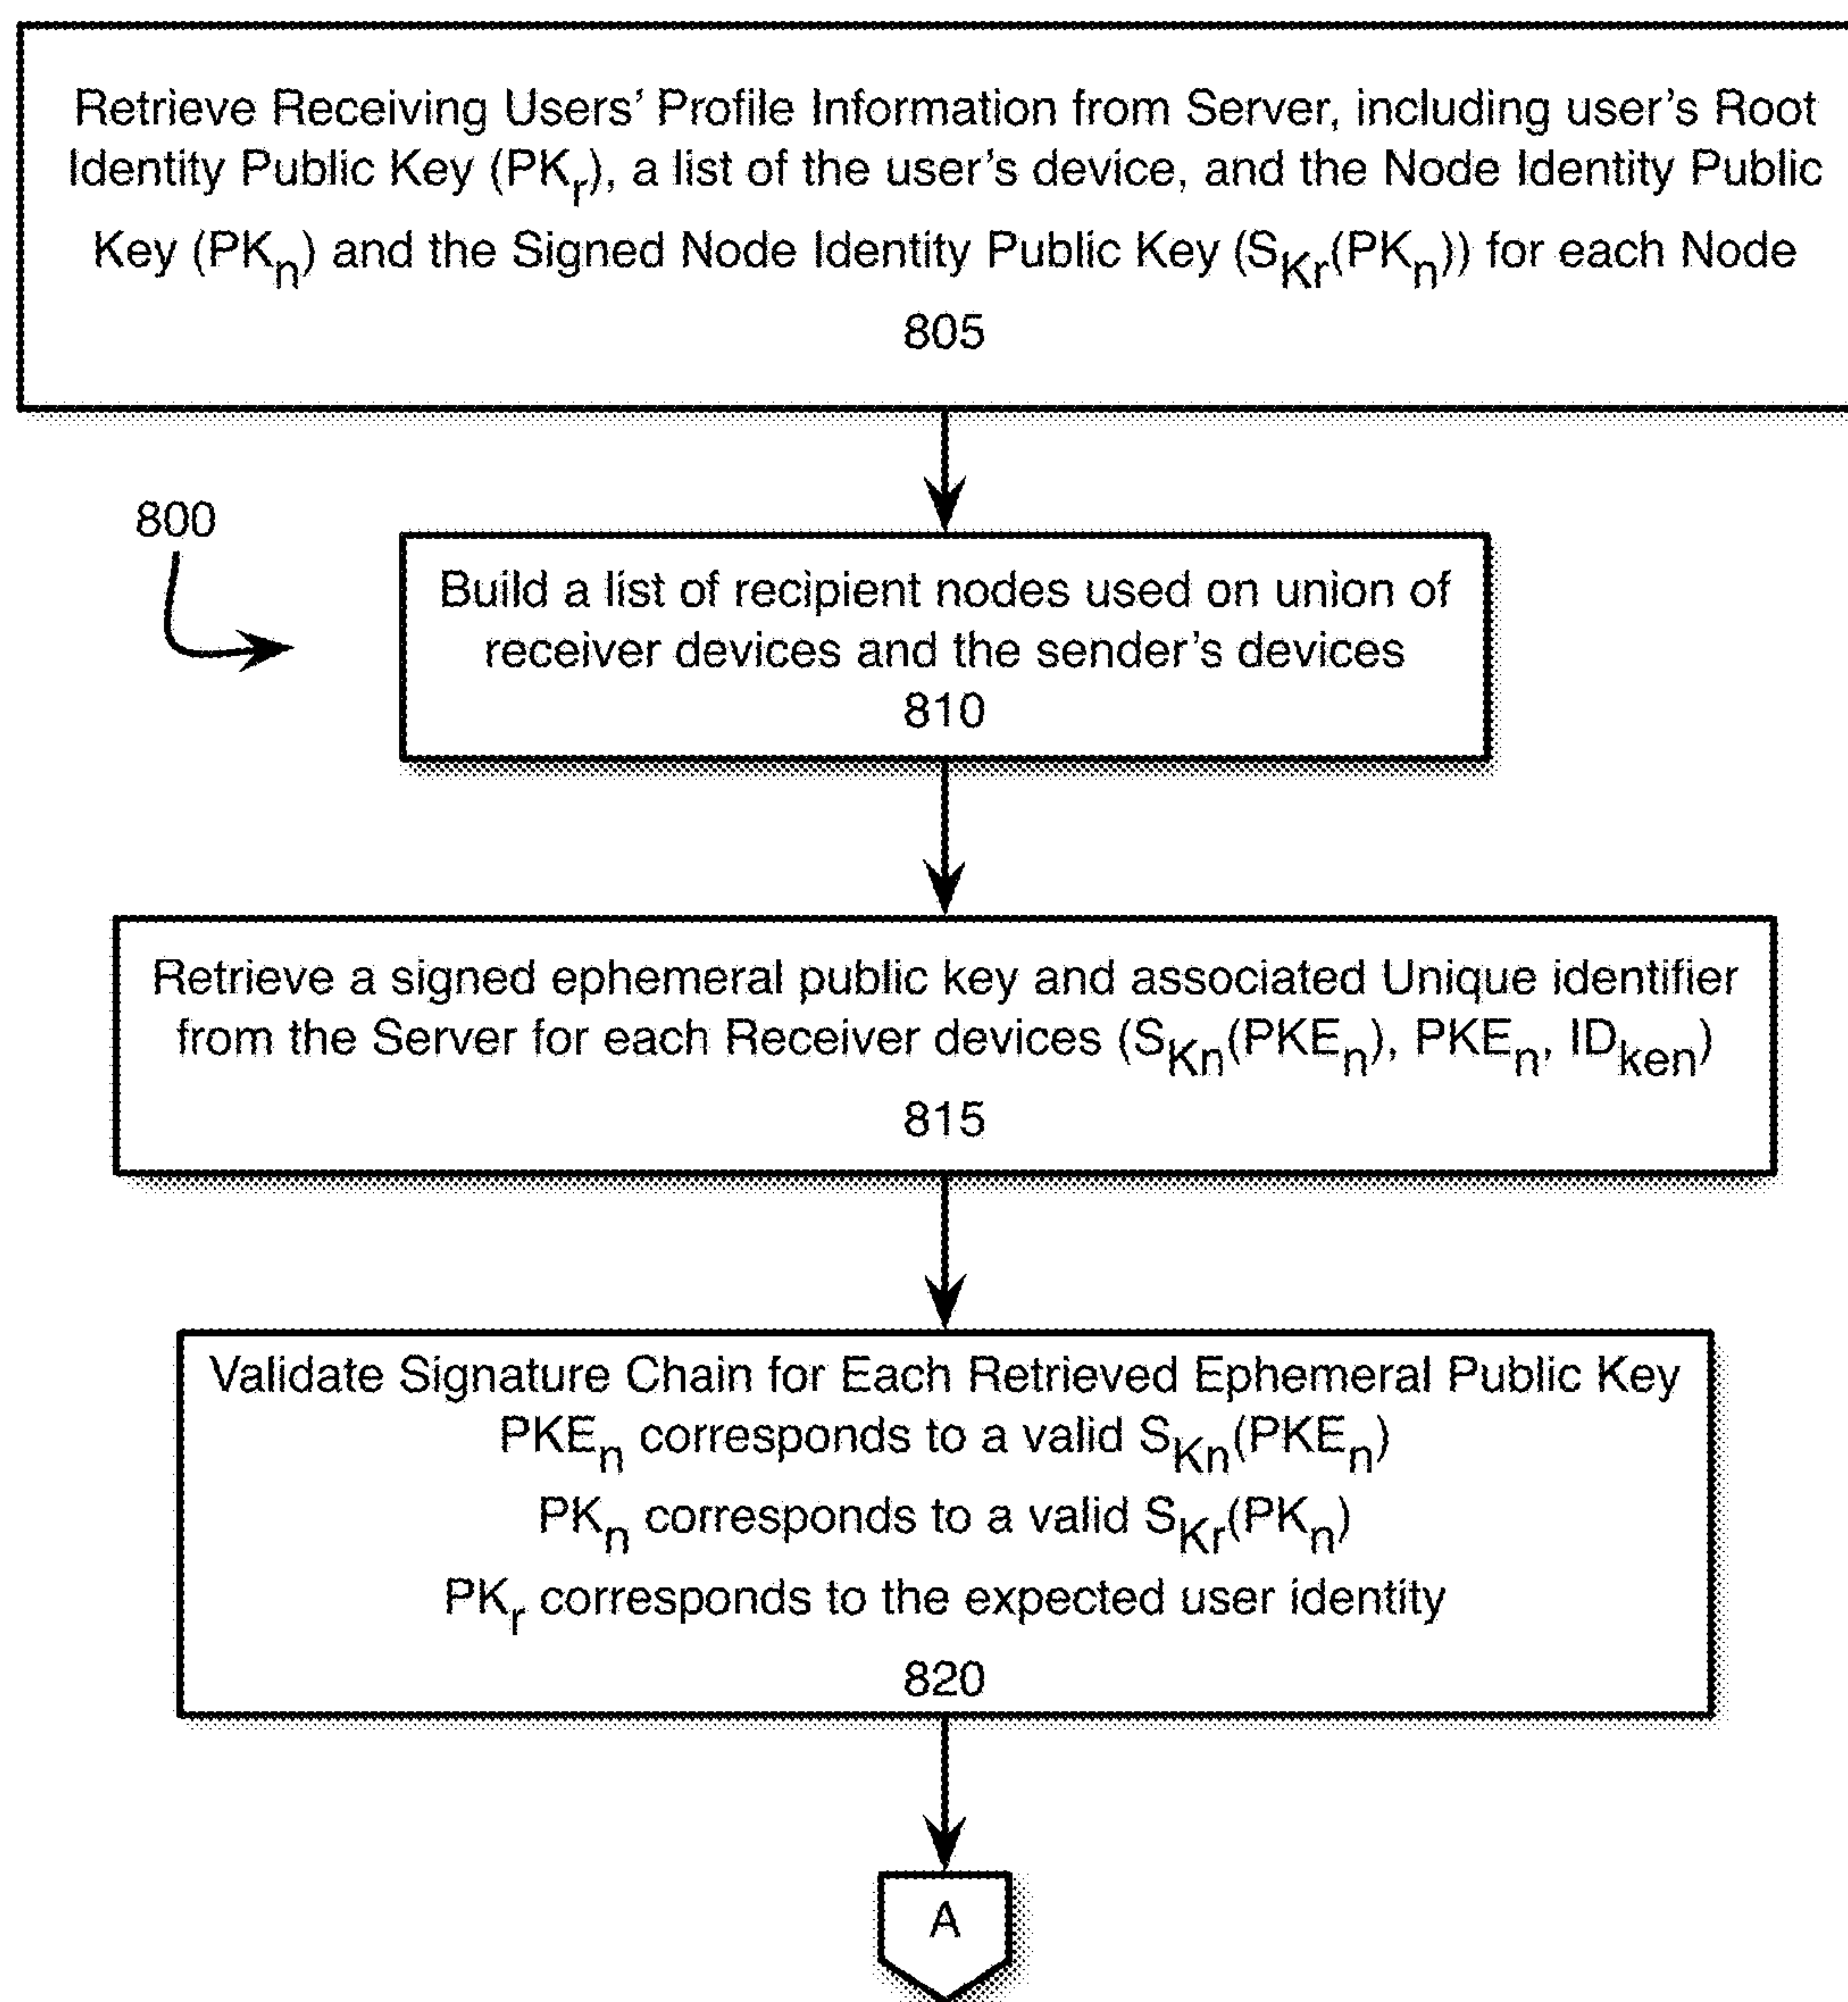 Retrieve Receiving Users' Profile Information from Server, including user's Root
Identity Public Key (PKr), a list of the user's device, and the Node Identity Public
Key (PKn) and the Signed Node Identity Public Key (SKr(PKn)) for each Node
805
800
Build a list of recipient nodes used on union of
receiver devices and the sender's devices
810
Retrieve a signed ephemeral public key and associated Unique identifier
from the Server for each Receiver devices (SKn(PKEn), PKEn, IDken)
815
Validate Signature Chain for Each Retrieved Ephemeral Public Key
PKEn corresponds to a valid SKn(PKEn)
PKn corresponds to a valid SKr(PKn)
PKr corresponds to the expected user identity
820
A